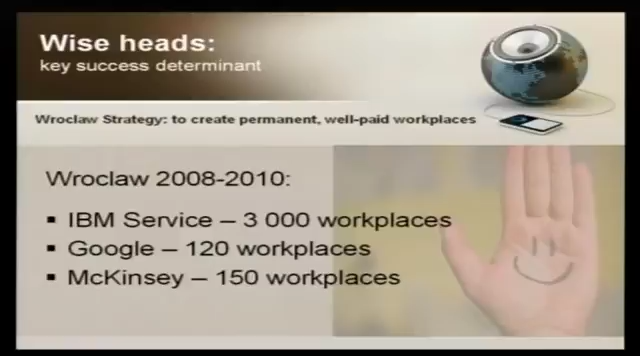 Wise heads:
key success determinant
Wroclaw Strategy: to create permanent, well-paid workplaces
Wroclaw 2008-2010:
▪ IBM Service – 3 000 workplaces
▪ Google – 120 workplaces
▪ McKinsey – 150 workplaces